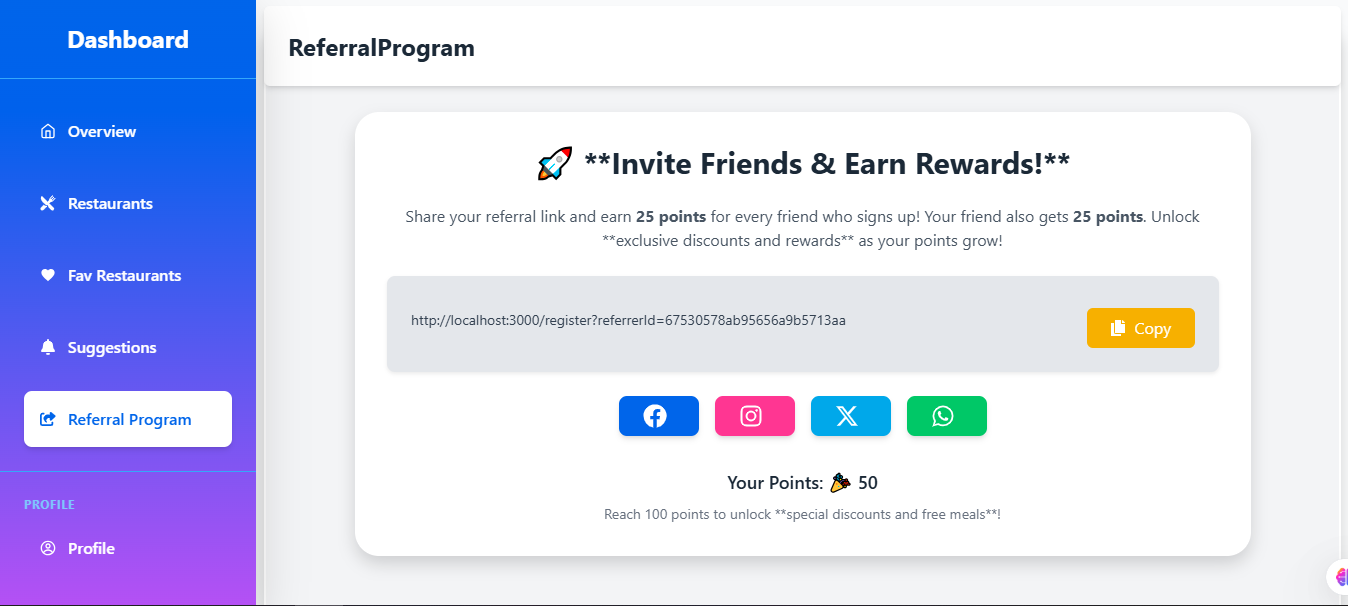 Dashboard
Overview
Restaurants
Fav Restaurants
Suggestions
Referral Program
PROFILE
Profile
ReferralProgram
🚀 **Invite Friends & Earn Rewards!**
Share your referral link and earn 25 points for every friend who signs up! Your friend also gets 25 points. Unlock
**exclusive discounts and rewards** as your points grow!
http://localhost:3000/register?referrerId=67530578ab95656a9b5713aa
Copy
Your Points: 🎉 50
Reach 100 points to unlock **special discounts and free meals**!